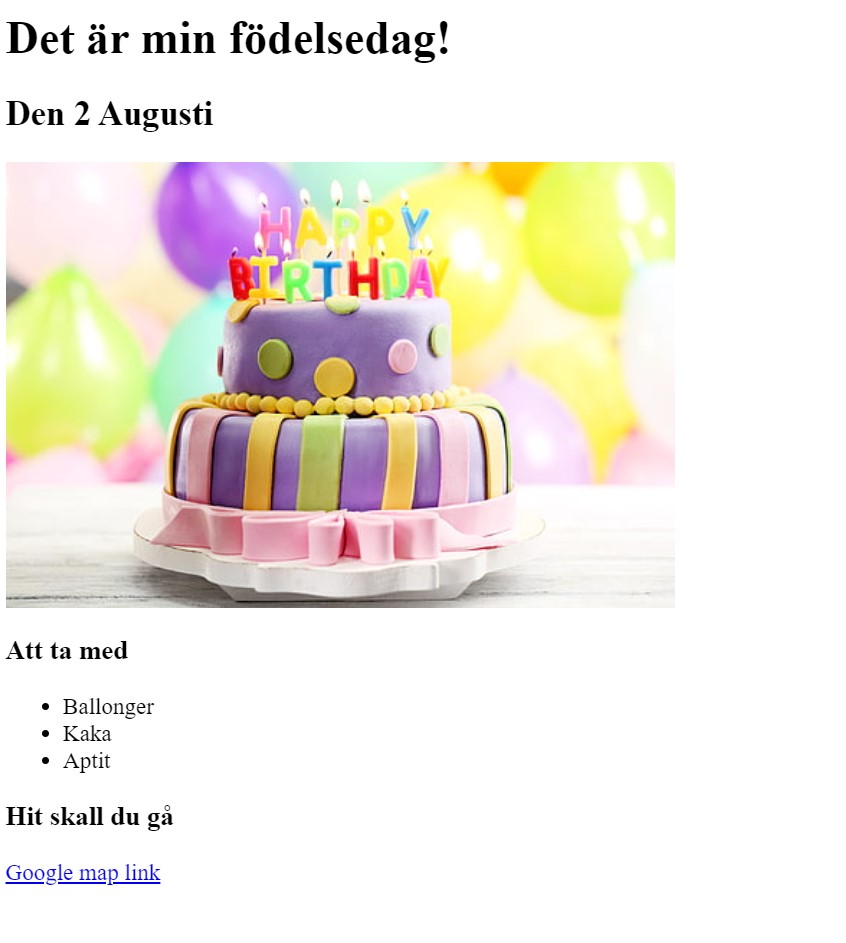 Det är min födelsedag!
Den 2 Augusti
HAPPY
BIRTHDAY
Att ta med
Ballonger
Kaka
Aptit
Hit skall du gå
Google map link